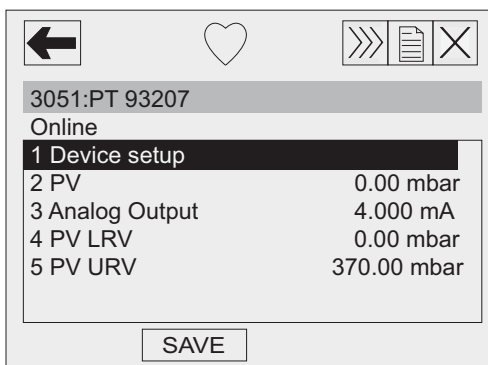 3051:PT 93207
Online
1 Device setup
2 PV 0.00 mbar
3 Analog Output 4.000 mA
4 PV LRV 0.00 mbar
5 PV URV 370.00 mbar
SAVE